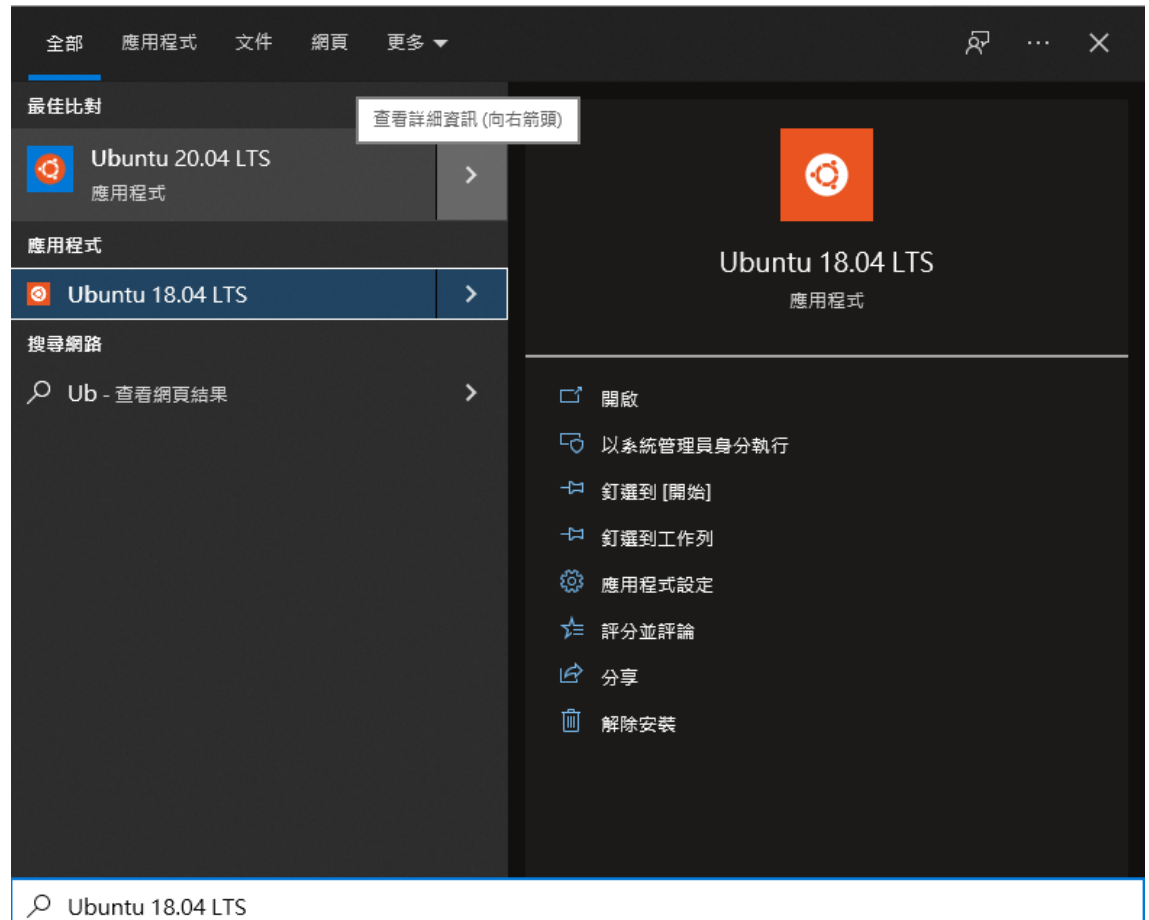 全部 應用程式 文件 網頁 更多
最佳比對
查看詳細資訊 (向右箭頭)
Ubuntu 20.04 LTS
應用程式
應用程式
Ubuntu 18.04 LTS
搜尋網路
Ub - 查看網頁結果
Ubuntu 18.04 LTS
應用程式
開啟
以系統管理員身分執行
釘選到 [開始]
釘選到工作列
應用程式設定
評分並評論
分享
解除安裝
Ubuntu 18.04 LTS